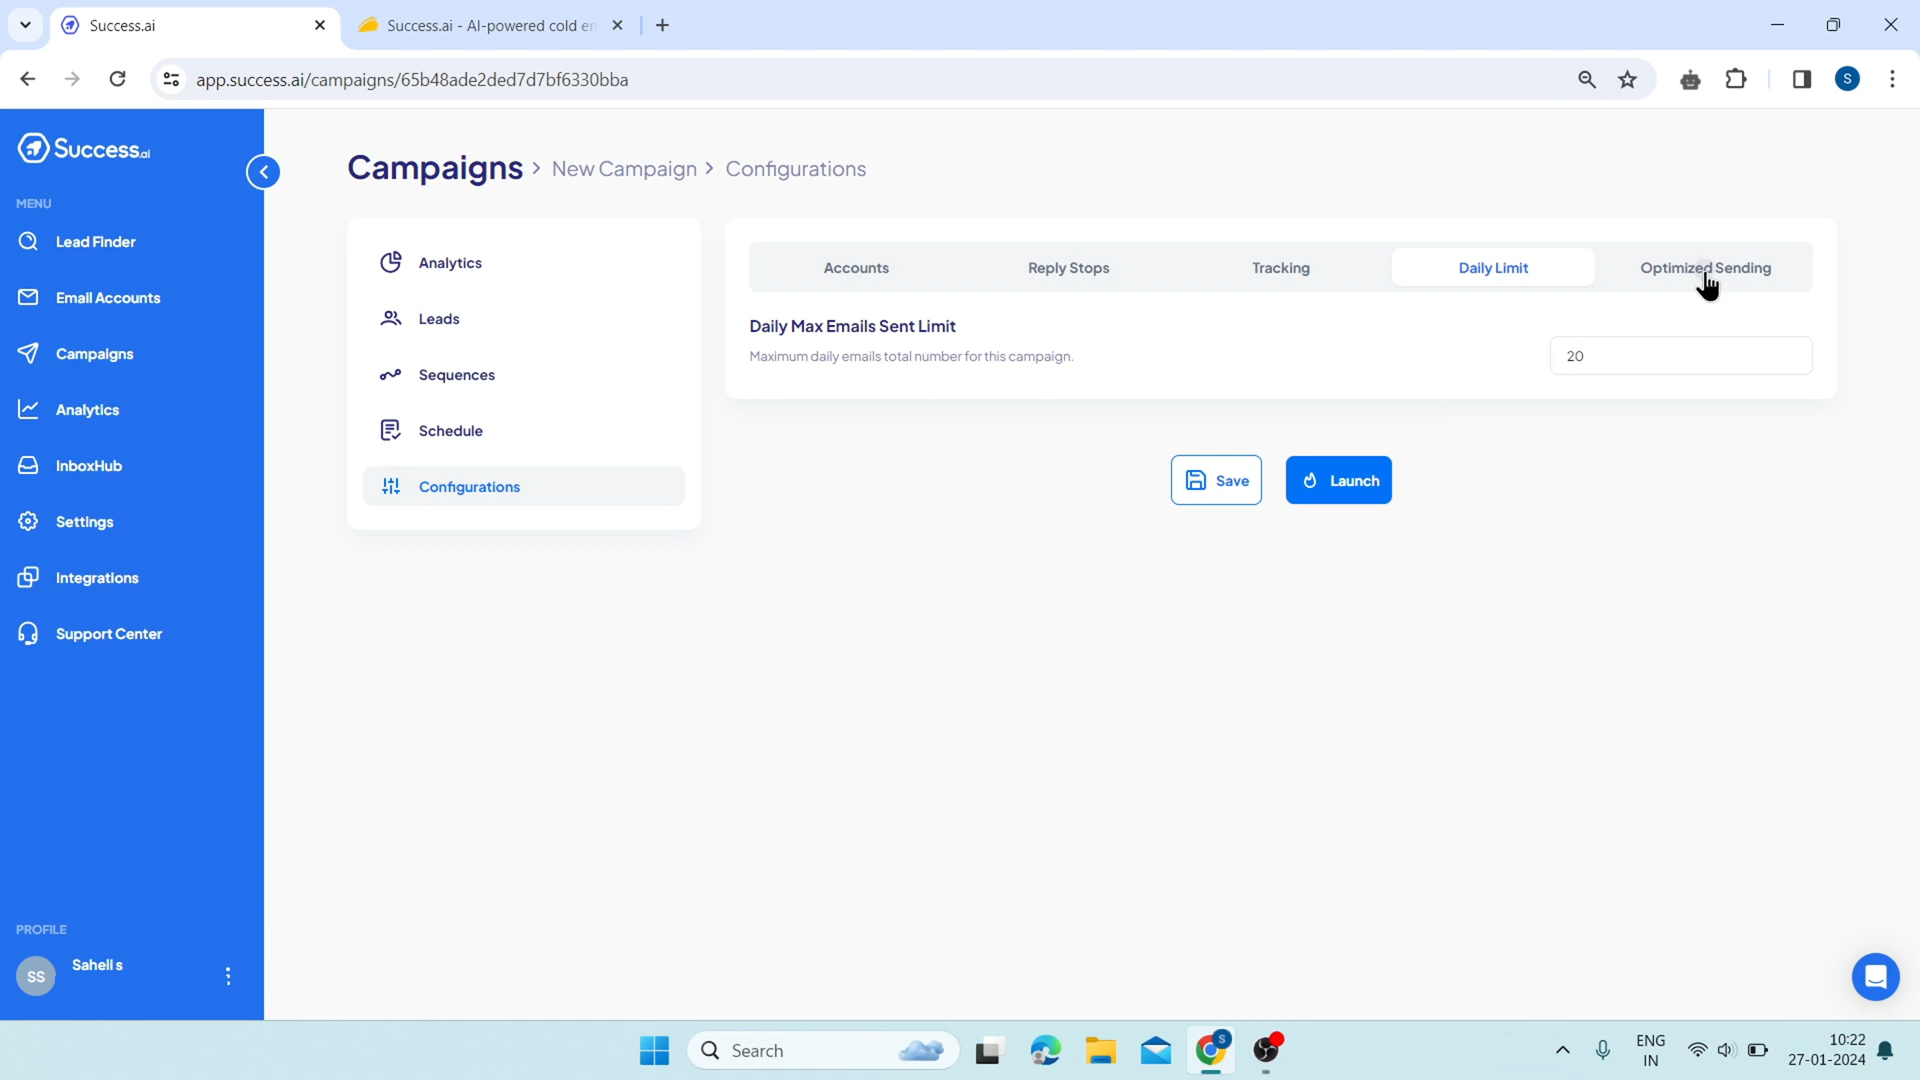 Success.ai
Success.ai - AI-powered cold en
app.success.ai/campaigns/65b48ade2ded7d7bf6330bba
S
Success.ai
MENU
Lead Finder
Email Accounts
Campaigns
Analytics
InboxHub
Settings
Integrations
Support Center
PROFILE
SS
Sahell s
Campaigns > New Campaign > Configurations
Analytics
Leads
Sequences
Schedule
Configurations
Accounts
Reply Stops
Tracking
Daily Limit
Optimized Sending
Daily Max Emails Sent Limit
Maximum daily emails total number for this campaign.
20
Save
Launch
Search
S
ENG
IN
10:22
27-01-2024